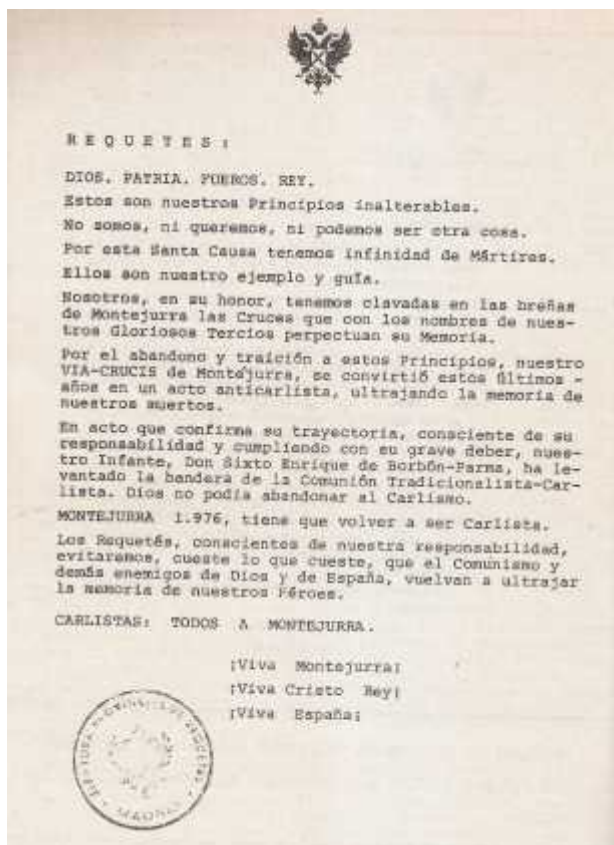 REQUETES:
DIOS. PATRIA. FUEROS. REY.
Estos son nuestros Principios inalterables.
No somos, ni queremos, ni podemos ser otra cosa.
Por esta Santa Causa tenemos infinidad de Mártires.
Ellos son nuestro ejemplo y guía.
Nosotros, en su honor, tenemos clavadas en las breñas
de Montejurra las Cruces que con los nombres de nues-
tros Gloriosos Tercios perpectuan su Memoria.
Por el abandono y traición a estos Principios, nuestro
VIA-CRUCIS de Montejurra, se convirtió estos últimos -
años en un acto anticarlista, ultrajando la memoria de
nuestros muertos.
En acto que confirma su trayectoria, consciente de su
responsabilidad y cumpliendo con su grave deber, nues-
tro Infante, Don Sixto Enrique de Borbón-Parma, ha le-
vantado la bandera de la Comunión Tradicionalista-Car-
lista. Dios no podía abandonar al Carlismo.
MONTEJURRA 1.976, tiene que volver a ser Carlista.
Los Requetés, conscientes de nuestra responsabilidad,
evitaremos, cueste lo que cueste, que el Comunismo y
demás enemigos de Dios y de España, vuelvan a ultrajar
la memoria de nuestros Héroes.
CARLISTAS: TODOS A MONTEJURRA.
¡Viva Montejurra¡
¡Viva Cristo Rey¡
¡Viva España¡
JEFATURA PROVINCIAL DE REQUETES
MADRID